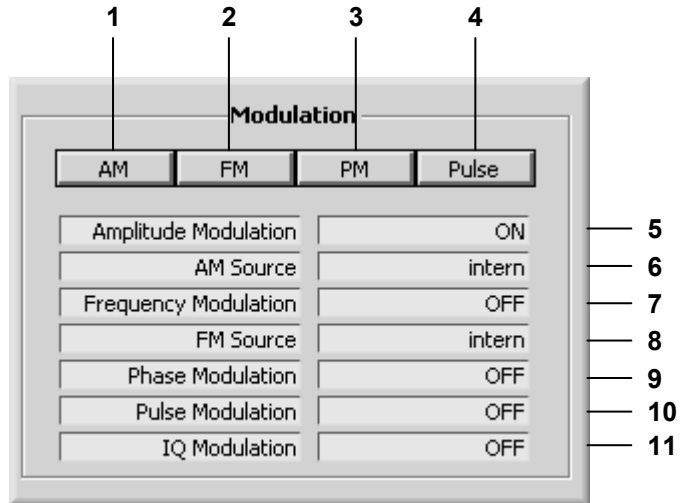 1 2 3 4
Modulation
AM FM PM Pulse
Amplitude Modulation ON 5
AM Source intern 6
Frequency Modulation OFF 7
FM Source intern 8
Phase Modulation OFF 9
Pulse Modulation OFF 10
IQ Modulation OFF 11